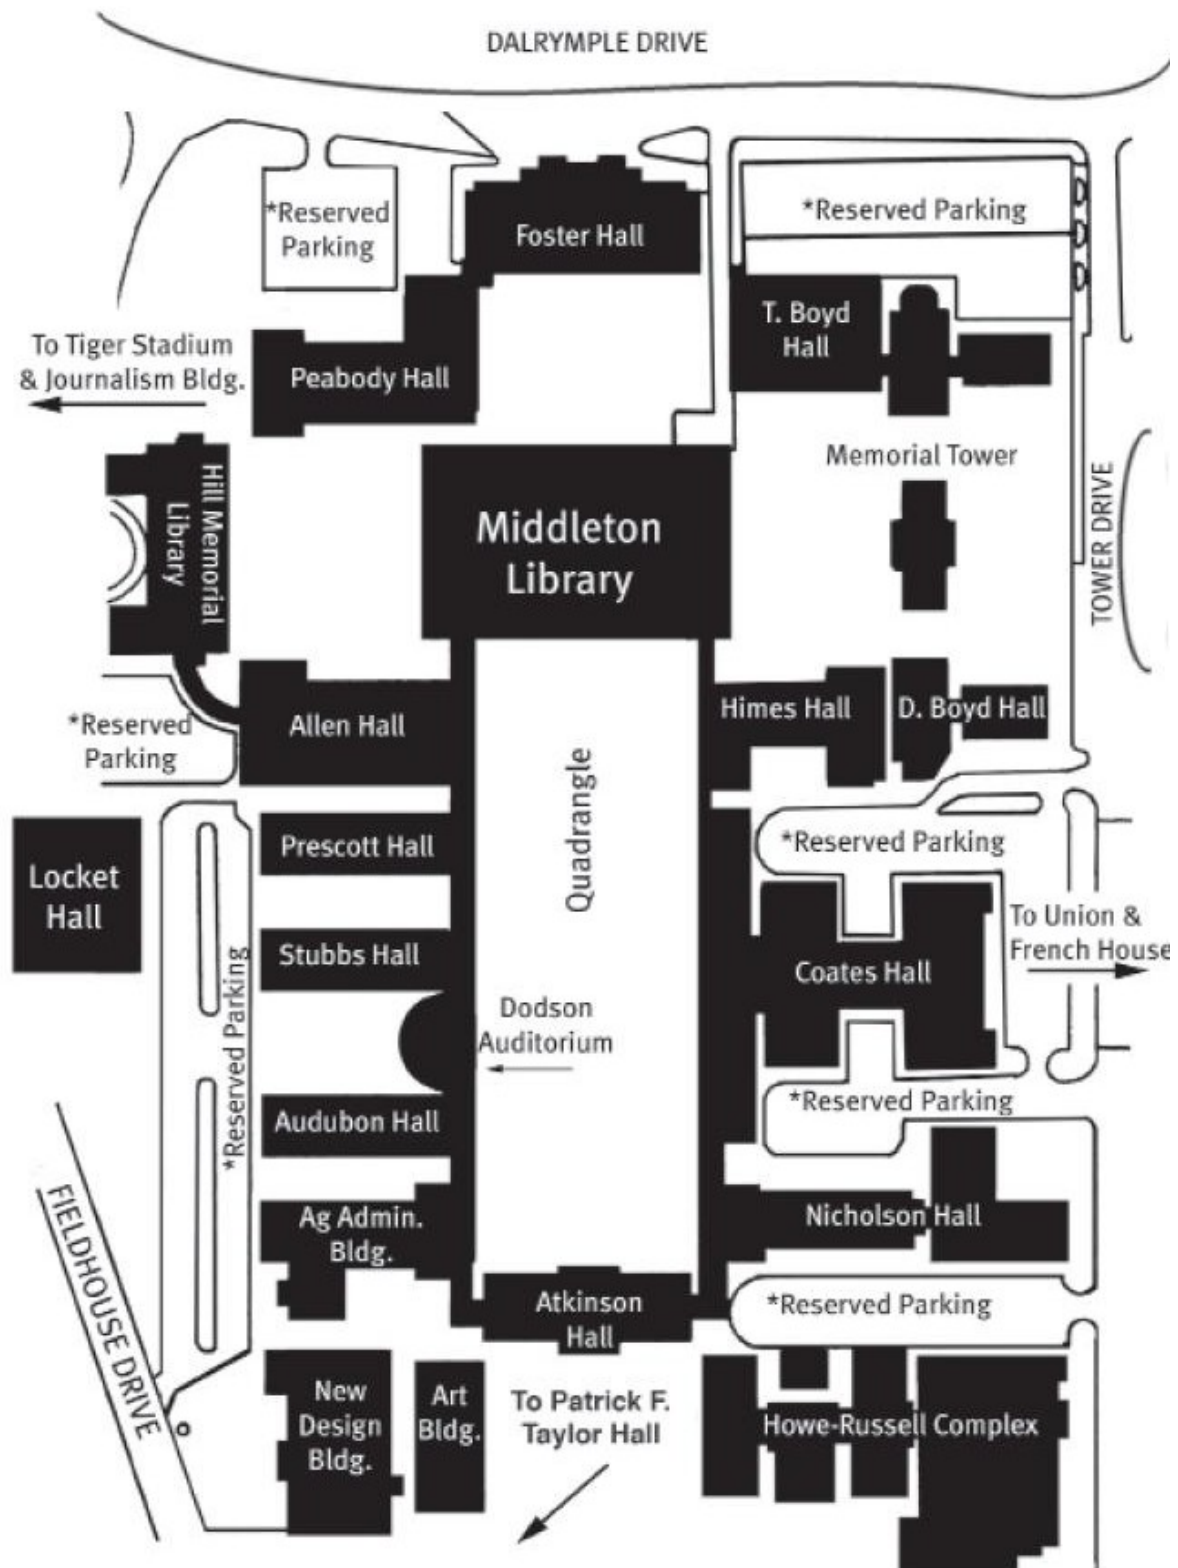 DALRYMPLE DRIVE
*Reserved
Parking
Foster Hall
*Reserved Parking
T. Boyd
Hall
To Tiger Stadium
& Journalism Bldg.
Peabody Hall
Memorial Tower
Hill Memorial
Library
Middleton
Library
TOWER DRIVE
*Reserved
Parking
Allen Hall
Himes Hall
D. Boyd Hall
Quadrangle
Prescott Hall
*Reserved Parking
Locket
Hall
Stubbs Hall
To Union &
French House
Coates Hall
*Reserved Parking
Dodson
Auditorium
Audubon Hall
*Reserved Parking
FIELDHOUSE DRIVE
Ag Admin.
Bldg.
Nicholson Hall
Atkinson
Hall
*Reserved Parking
New
Design
Bldg.
Art
Bldg.
To Patrick F.
Taylor Hall
Howe-Russell Complex